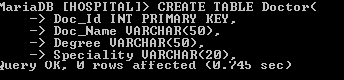 MariaDB [HOSPITAL]> CREATE TABLE Doctor(
-> Doc_Id INT PRIMARY KEY,
-> Doc_Name VARCHAR(50),
-> Degree VARCHAR(50),
-> Speciality VARCHAR(20),
Query OK, 0 rows affected (0.745 sec)